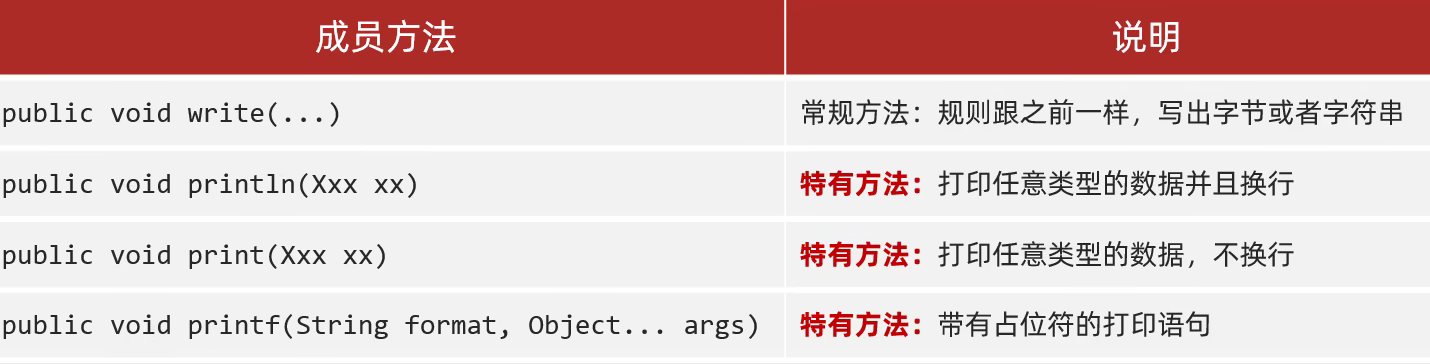 成员方法 说明
public void write(...) 常规方法：规则跟之前一样，写出字节或者字符串
public void println(Xxx xx) 特有方法：打印任意类型的数据并且换行
public void print(Xxx xx) 特有方法：打印任意类型的数据，不换行
public void printf(String format, Object... args) 特有方法：带有占位符的打印语句